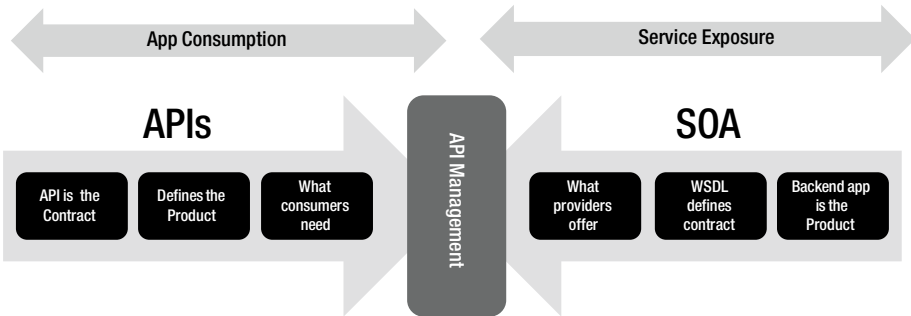 App Consumption
Service Exposure
APIs
SOA
API is the
Contract
Defines the
Product
What
consumers
need
API Management
What
providers
offer
WSDL
defines
contract
Backend app
is the
Product